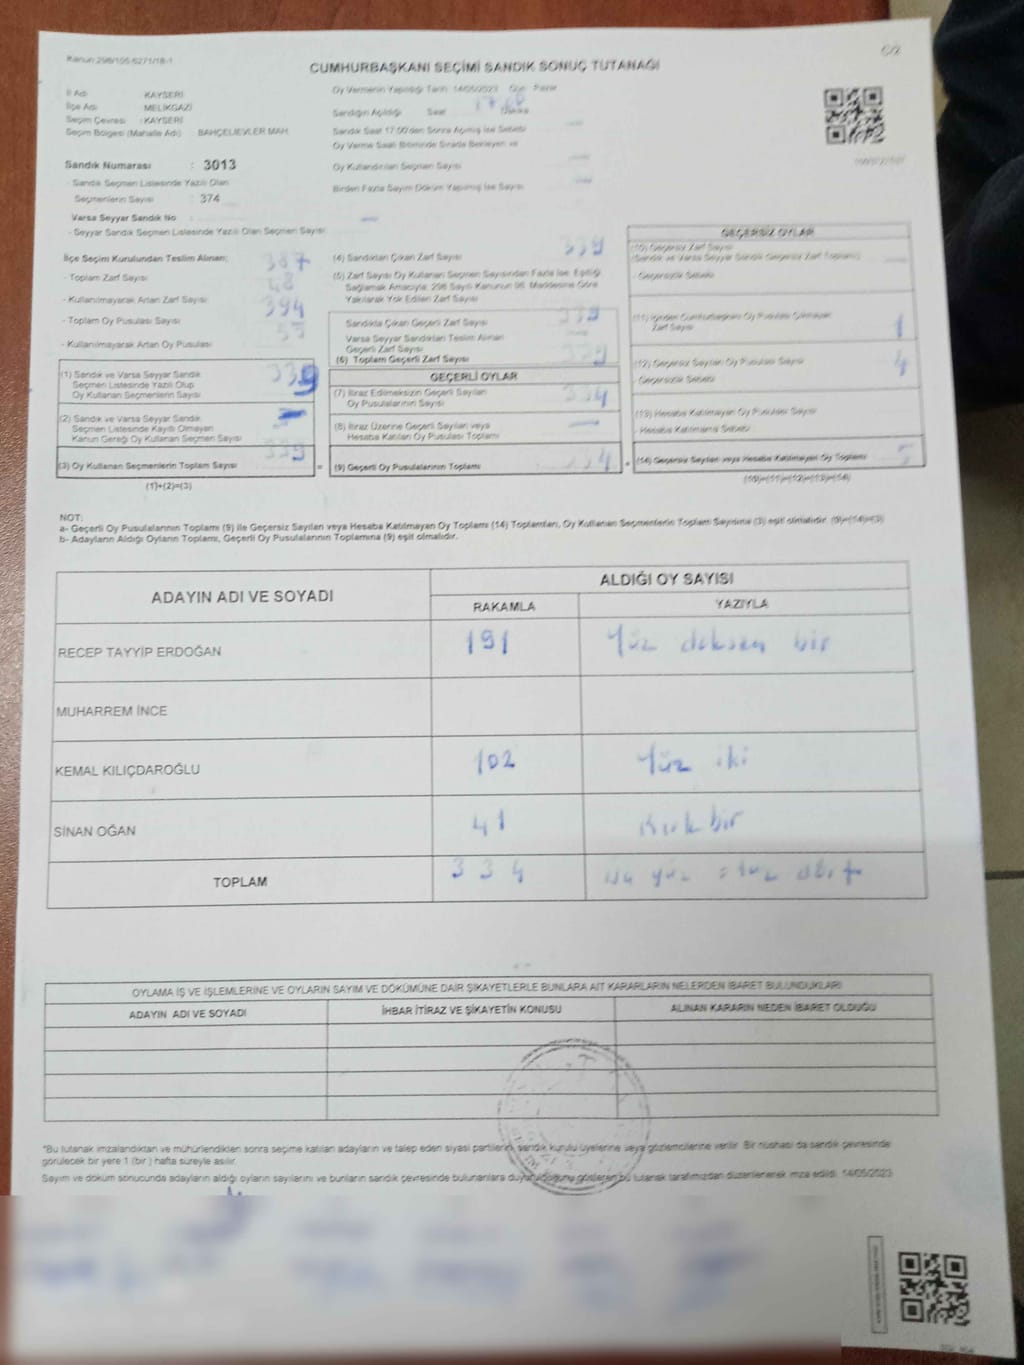 Kanun:298/105.6271/18-1
C/2
CUMHURBAŞKANI SEÇİMİ SANDIK SONUÇ TUTANAĞI
İl Adı : KAYSERİ
İlçe Adı : MELİKGAZİ
Seçim Çevresi : KAYSERİ
Seçim Bölgesi (Mahalle Adı) : BAHÇELİEVLER MAH.
Oy Vermenin Yapıldığı Tarih: 14/05/2023 Gün: Pazar
Sandığın Açıldığı Saat 17:00 Dakika
Sandık Saat 17.00'den Sonra Açılmış İse Sebebi
Oy Verme Saati Bitiminde Sırada Bekleyen ve
Oy Kullandırılan Seçmen Sayısı
Birden Fazla Sayım Döküm Yapılmış İse Sayısı
Sandık Numarası : 3013
- Sandık Seçmen Listesinde Yazılı Olan
Seçmenlerin Sayısı : 374
Varsa Seyyar Sandık No
- Seyyar Sandık Seçmen Listesinde Yazılı Olan Seçmen Sayısı
İlçe Seçim Kurulundan Teslim Alınan;
- Toplam Zarf Sayısı 387
- Kullanılmayarak Artan Zarf Sayısı 48
- Toplam Oy Pusulası Sayısı 394
- Kullanılmayarak Artan Oy Pusulası 55
(1) Sandık ve Varsa Seyyar Sandık
Seçmen Listesinde Yazılı Olup
Oy Kullanan Seçmenlerin Sayısı 339
(2) Sandık ve Varsa Seyyar Sandık
Seçmen Listesinde Kayıtlı Olmayan
Kanun Gereği Oy Kullanan Seçmen Sayısı
(3) Oy Kullanan Seçmenlerin Toplam Sayısı 339
(1)+(2)=(3)
(4) Sandıktan Çıkan Zarf Sayısı 339
(5) Zarf Sayısı Oy Kullanan Seçmen Sayısından Fazla İse, Eşitliği
Sağlamak Amacıyla, 298 Sayılı Kanunun 98. Maddesine Göre
Yakılarak Yok Edilen Zarf Sayısı
Sandıkta Çıkan Geçerli Zarf Sayısı 339
Varsa Seyyar Sandıktan Teslim Alınan
Geçerli Zarf Sayısı
(6) Toplam Geçerli Zarf Sayısı 339
GEÇERLİ OYLAR
(7) İtiraz Edilmeksizin Geçerli Sayılan
Oy Pusulalarının Sayısı 334
(8) İtiraz Üzerine Geçerli Sayılan veya
Hesaba Katılan Oy Pusulası Toplamı
(9) Geçerli Oy Pusulalarının Toplamı 334
GEÇERSİZ OYLAR
(10) Geçersiz Zarf Sayısı
(Sandık ve Varsa Seyyar Sandık Geçersiz Zarf Toplamı)
- Geçersizlik Sebebi
(11) İçinden Cumhurbaşkanı Oy Pusulası Çıkmayan
Zarf Sayısı 1
(12) Geçersiz Sayılan Oy Pusulası Sayısı 4
- Geçersizlik Sebebi
(13) Hesaba Katılmayan Oy Pusulası Sayısı
- Hesaba Katılmama Sebebi
(14) Geçersiz Sayılan veya Hesaba Katılmayan Oy Toplamı 5
(10)+(11)+(12)+(13)=(14)
NOT:
a- Geçerli Oy Pusulalarının Toplamı (9) ile Geçersiz Sayılan veya Hesaba Katılmayan Oy Toplamı (14) Toplamları, Oy Kullanan Seçmenlerin Toplam Sayısına (3) eşit olmalıdır. (9)+(14)=(3)
b- Adayların Aldığı Oyların Toplamı, Geçerli Oy Pusulalarının Toplamına (9) eşit olmalıdır.
ADAYIN ADI VE SOYADI
ALDIĞI OY SAYISI
RAKAMLA YAZIYLA
RECEP TAYYİP ERDOĞAN 191 Yüz doksan bir
MUHARREM İNCE
KEMAL KILIÇDAROĞLU 102 Yüz iki
SİNAN OĞAN 41 Kırk bir
TOPLAM 334 üç yüz otuz dört
OYLAMA İŞ VE İŞLEMLERİNE VE OYLARIN SAYIM VE DÖKÜMÜNE DAİR ŞİKAYETLERLE BUNLARA AİT KARARLARIN NELERDEN İBARET BULUNDUKLARI
ADAYIN ADI VE SOYADI İHBAR İTİRAZ VE ŞİKAYETİN KONUSU ALINAN KARARIN NEDEN İBARET OLDUĞU
*Bu tutanak imzalandıktan ve mühürlendikten sonra seçime katılan adayların ve talep eden siyasi partilerin, sandık kurulu üyelerine veya gözlemcilerine verilir. Bir nüshası da sandık çevresinde
görülecek bir yere 1 (bir ) hafta süreyle asılır.
Sayım ve döküm sonucunda adayların aldığı oyların sayılarını ve bunların sandık çevresinde bulunanlara duyurulduğunu gösteren bu tutanak tarafımızdan düzenlenerek imza edildi. 14/05/2023